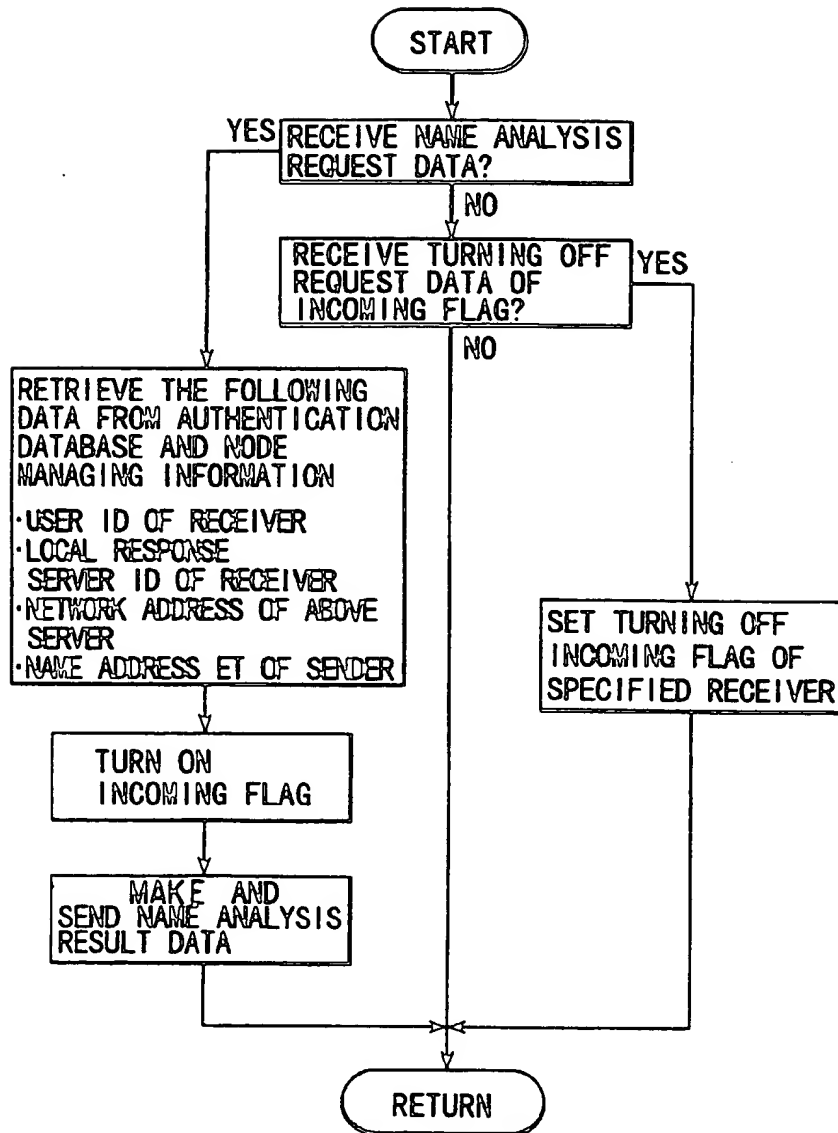 START
YES
RECEIVE NAME ANALYSIS
REQUEST DATA?
NO
RECEIVE TURNING OFF
REQUEST DATA OF
INCOMING FLAG?
YES
NO
RETRIEVE THE FOLLOWING
DATA FROM AUTHENTICATION
DATABASE AND NODE
MANAGING INFORMATION
·USER ID OF RECEIVER
·LOCAL RESPONSE
SERVER ID OF RECEIVER
·NETWORK ADDRESS OF ABOVE
SERVER
·NAME ADDRESS ET OF SENDER
SET TURNING OFF
INCOMING FLAG OF
SPECIFIED RECEIVER
TURN ON
INCOMING FLAG
MAKE AND
SEND NAME ANALYSIS
RESULT DATA
RETURN